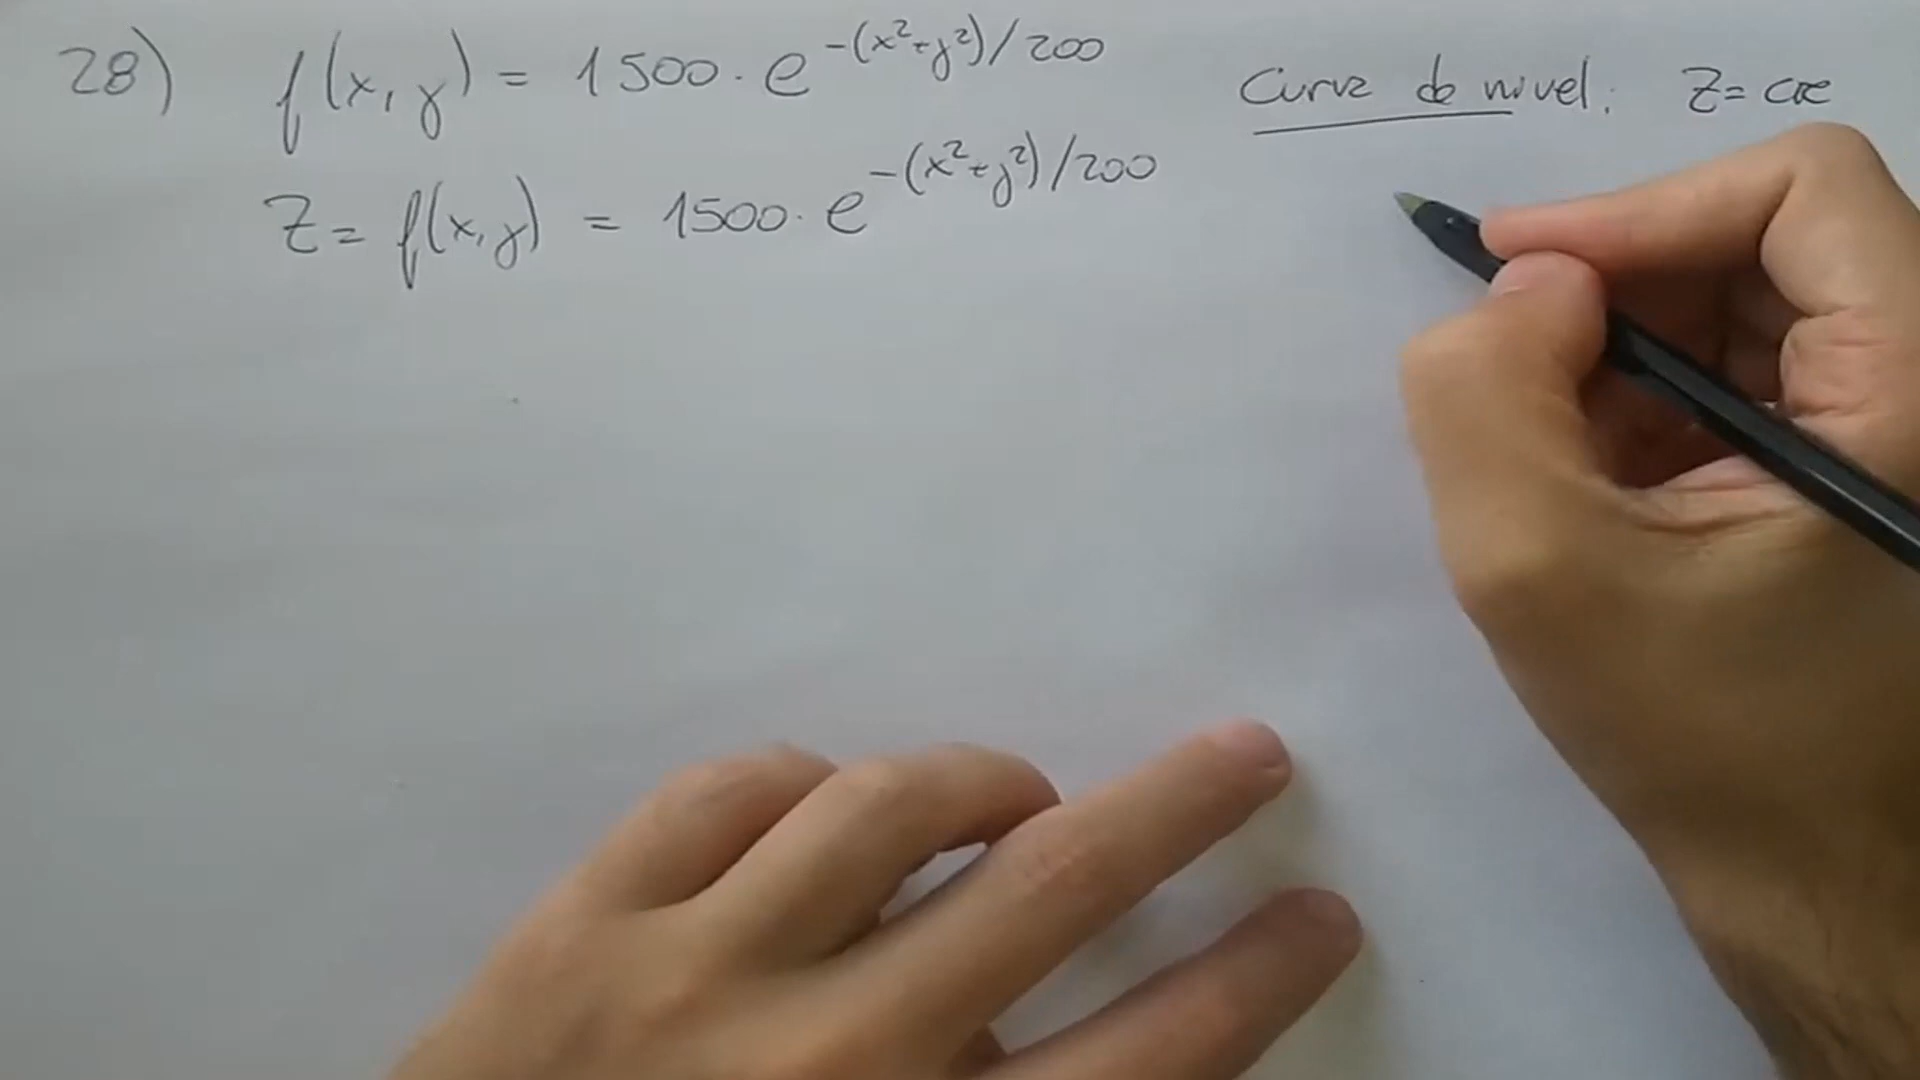 28) f(x,y) = 1500·e^-(x²+y²)/200
Curva de nivel: Z = cte
Z = f(x,y) = 1500·e^-(x²+y²)/200